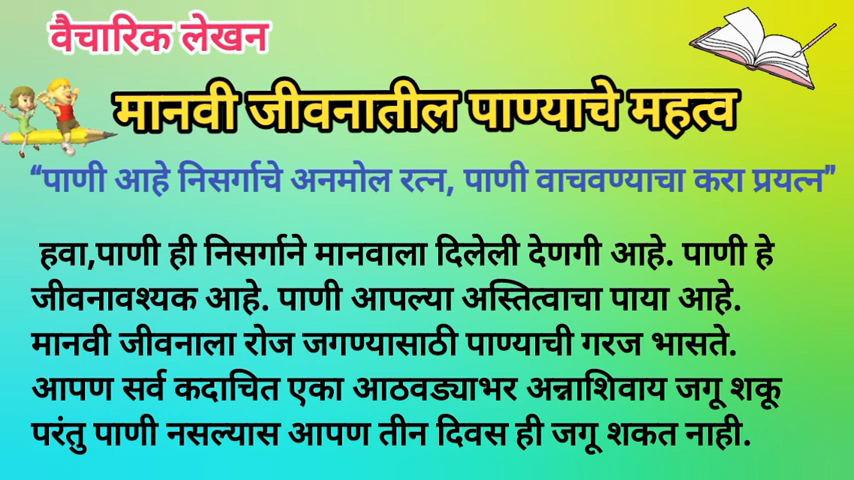 वैचारिक लेखन
मानवी जीवनातील पाण्याचे महत्व
“पाणी आहे निसर्गाचे अनमोल रत्न, पाणी वाचवण्याचा करा प्रयत्न”
हवा,पाणी ही निसर्गाने मानवाला दिलेली देणगी आहे. पाणी हे
जीवनावश्यक आहे. पाणी आपल्या अस्तित्वाचा पाया आहे.
मानवी जीवनाला रोज जगण्यासाठी पाण्याची गरज भासते.
आपण सर्व कदाचित एका आठवड्याभर अन्नाशिवाय जगू शकू
परंतु पाणी नसल्यास आपण तीन दिवस ही जगू शकत नाही.